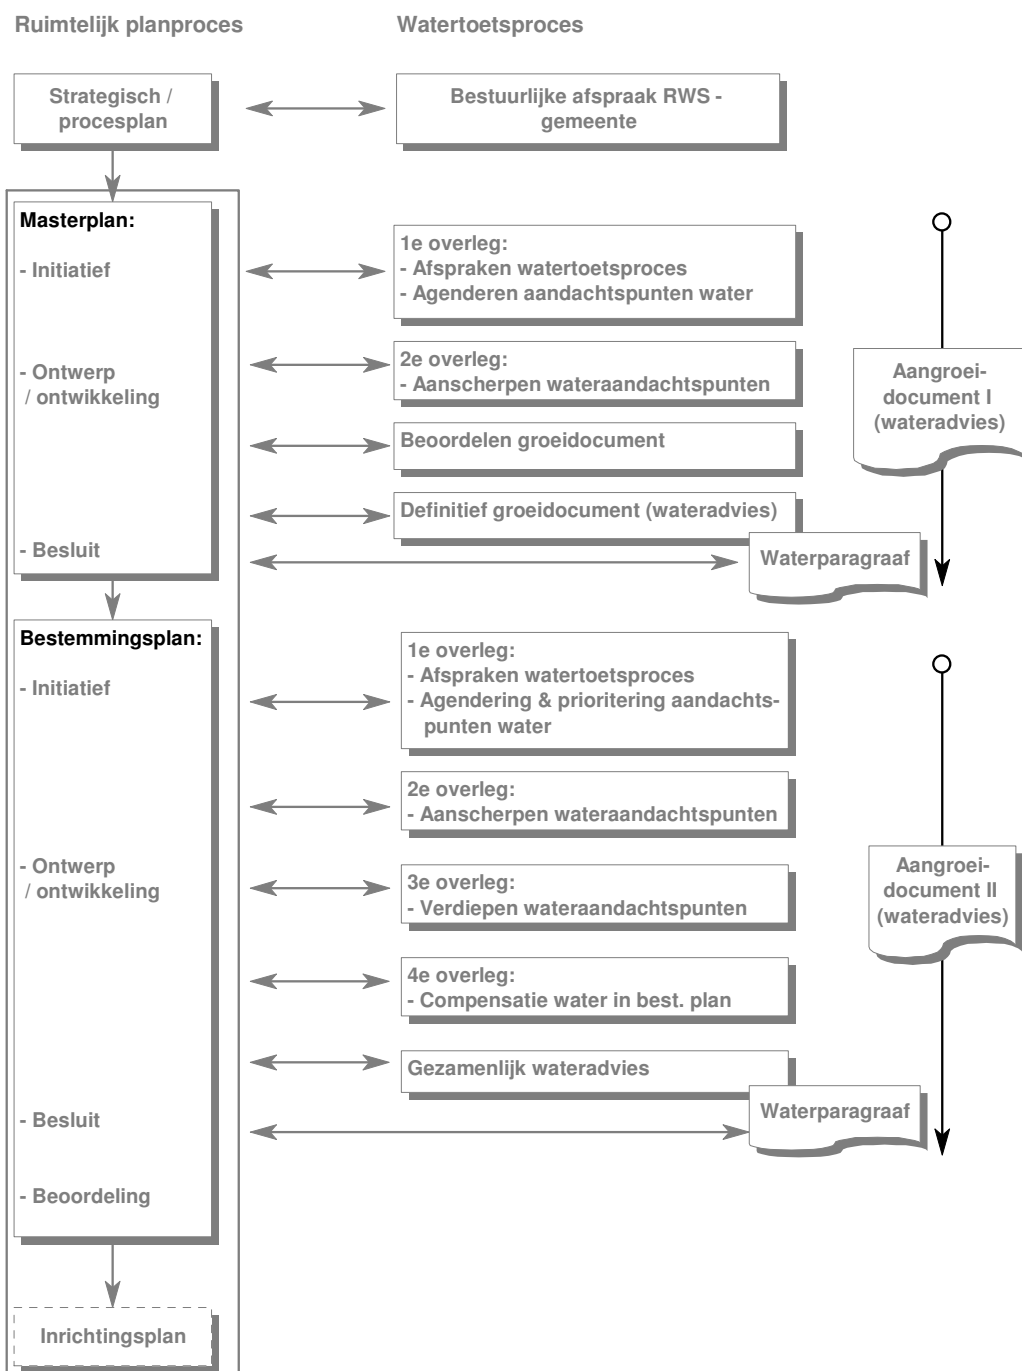 Ruimtelijk planproces
Watertoetsproces
Strategisch /
procesplan
Bestuurlijke afspraak RWS -
gemeente
Masterplan:
- Initiatief
1e overleg:
- Afspraken watertoetsproces
- Agenderen aandachtspunten water
- Ontwerp
/ ontwikkeling
2e overleg:
- Aanscherpen wateraandachtspunten
Beoordelen groeidocument
Definitief groeidocument (wateradvies)
- Besluit
Waterparagraaf
Aangroei-
document I
(wateradvies)
Bestemmingsplan:
- Initiatief
1e overleg:
- Afspraken watertoetsproces
- Agendering & prioritering aandachts-
punten water
2e overleg:
- Aanscherpen wateraandachtspunten
- Ontwerp
/ ontwikkeling
3e overleg:
- Verdiepen wateraandachtspunten
4e overleg:
- Compensatie water in best. plan
Gezamenlijk wateradvies
- Besluit
Waterparagraaf
Aangroei-
document II
(wateradvies)
- Beoordeling
Inrichtingsplan